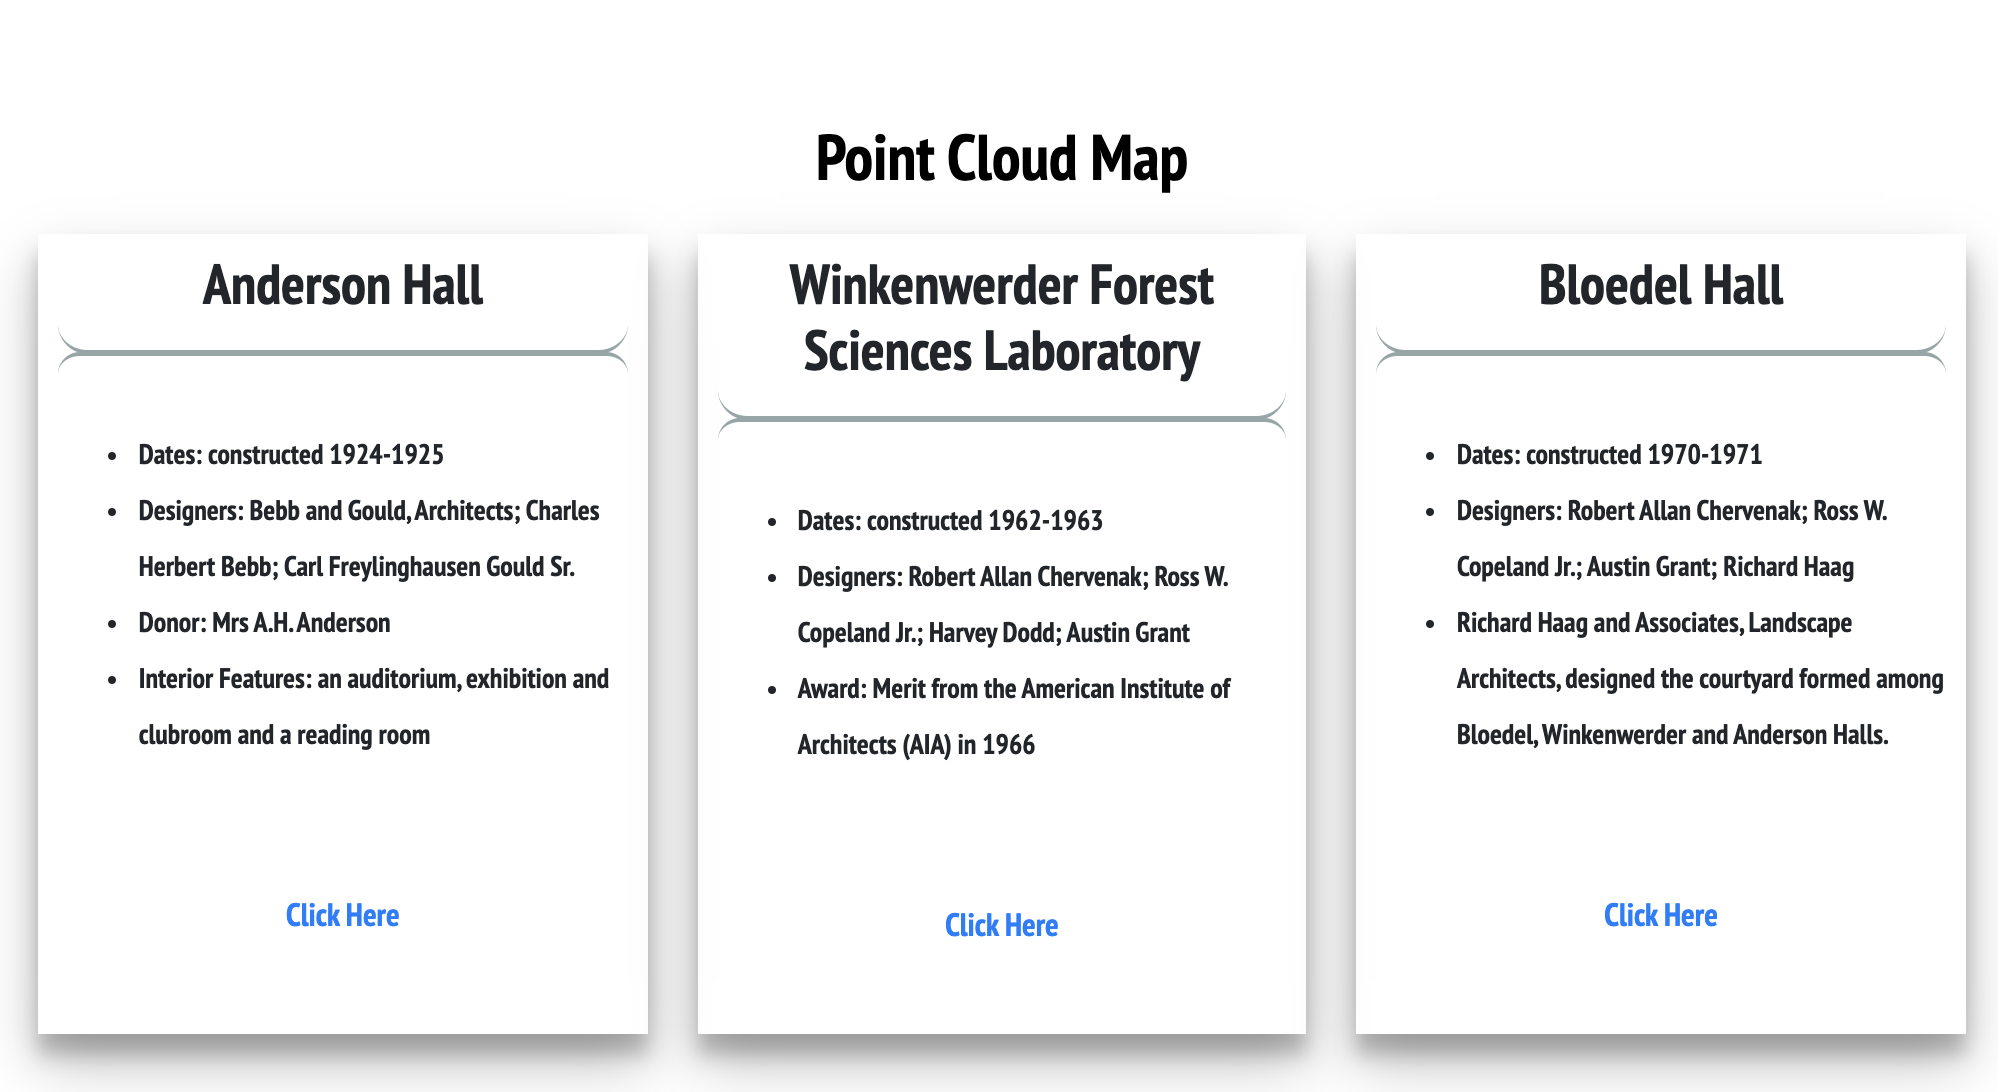 Point Cloud Map
Anderson Hall
• Dates: constructed 1924-1925
• Designers: Bebb and Gould, Architects; Charles
Herbert Bebb; Carl Freylinghausen Gould Sr.
• Donor: Mrs A.H. Anderson
• Interior Features: an auditorium, exhibition and
clubroom and a reading room
Click Here
Winkenwerder Forest
Sciences Laboratory
• Dates: constructed 1962-1963
• Designers: Robert Allan Chervenak; Ross W.
Copeland Jr.; Harvey Dodd; Austin Grant
• Award: Merit from the American Institute of
Architects (AIA) in 1966
Click Here
Bloedel Hall
• Dates: constructed 1970-1971
• Designers: Robert Allan Chervenak; Ross W.
Copeland Jr.; Austin Grant; Richard Haag
• Richard Haag and Associates, Landscape
Architects, designed the courtyard formed among
Bloedel, Winkenwerder and Anderson Halls.
Click Here